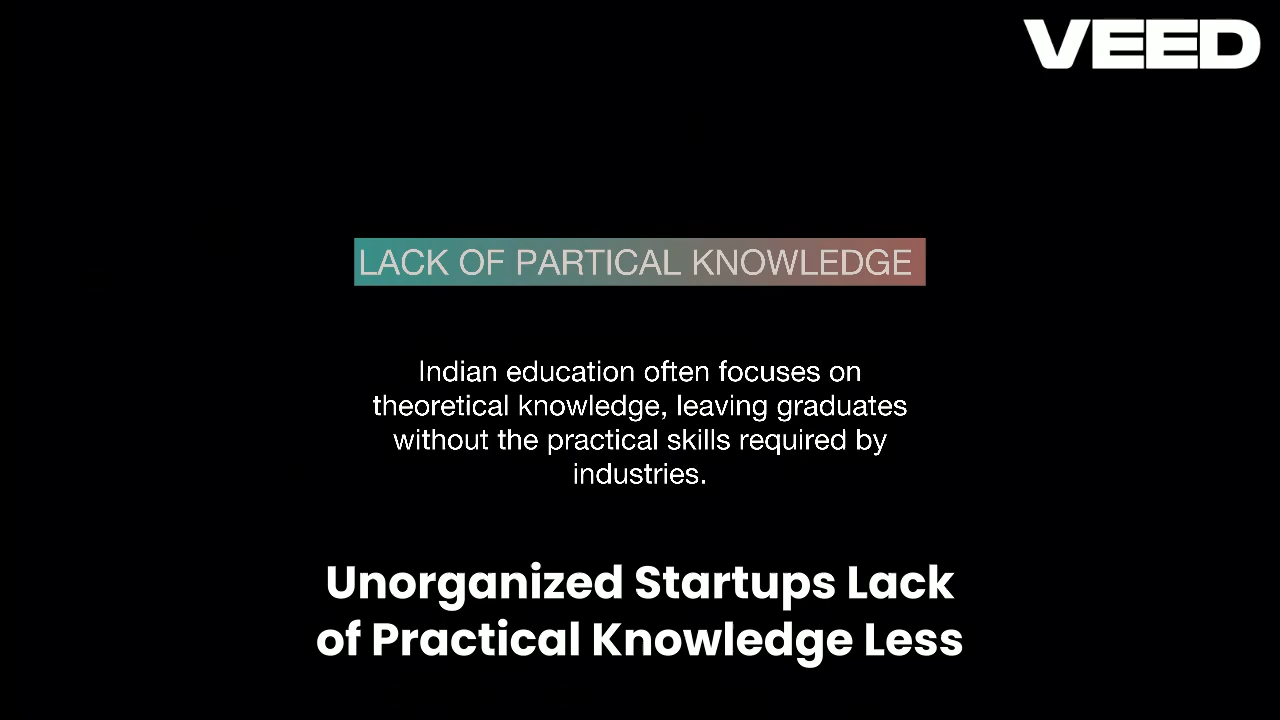 VEED
LACK OF PARTICAL KNOWLEDGE
Indian education often focuses on
theoretical knowledge, leaving graduates
without the practical skills required by
industries.
Unorganized Startups Lack
of Practical Knowledge Less